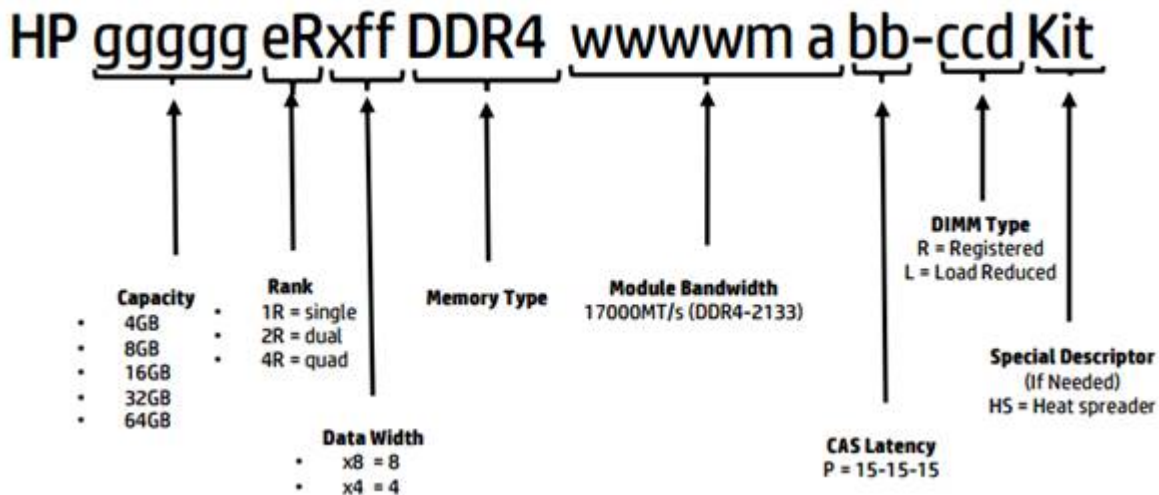 HP ggggg eRxff DDR4 wwwwm a bb-ccd Kit
Capacity
• 4GB
• 8GB
• 16GB
• 32GB
• 64GB
Rank
• 1R = single
• 2R = dual
• 4R = quad
Data Width
• x8 = 8
• x4 = 4
Memory Type
Module Bandwidth
17000MT/s (DDR4-2133)
CAS Latency
P = 15-15-15
DIMM Type
R = Registered
L = Load Reduced
Special Descriptor
(If Needed)
HS = Heat spreader